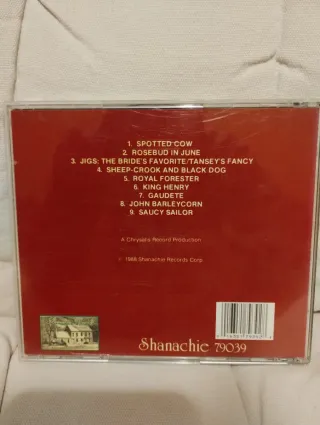 1. SPOTTED COW
2. ROSEBUD IN JUNE
3. JIGS: THE BRIDE'S FAVORITE/TANSEY'S FANCY
4. SHEEP-CROOK AND BLACK DOG
5. ROYAL FORESTER
6. KING HENRY
7. GAUDETE
8. JOHN BARLEYCORN
9. SAUCY SAILOR
A Chrysalis Record Production
© 1989 Shanachie Records Corp
Shanachie 79039